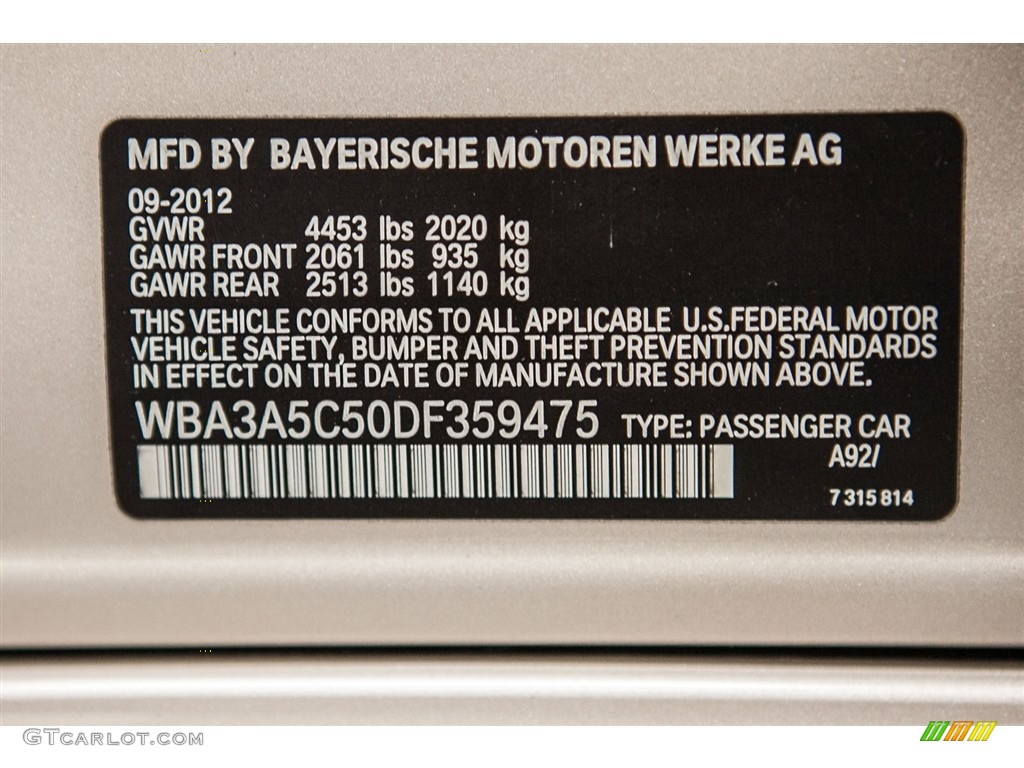 MFD BY BAYERISCHE MOTOREN WERKE AG
09-2012
GVWR 4453 lbs 2020 kg
GAWR FRONT 2061 lbs 935 kg
GAWR REAR 2513 lbs 1140 kg
THIS VEHICLE CONFORMS TO ALL APPLICABLE U.S.FEDERAL MOTOR
VEHICLE SAFETY, BUMPER AND THEFT PREVENTION STANDARDS
IN EFFECT ON THE DATE OF MANUFACTURE SHOWN ABOVE.
WBA3A5C50DF359475 TYPE: PASSENGER CAR
A92/
7 315 814
GTCARLOT.COM